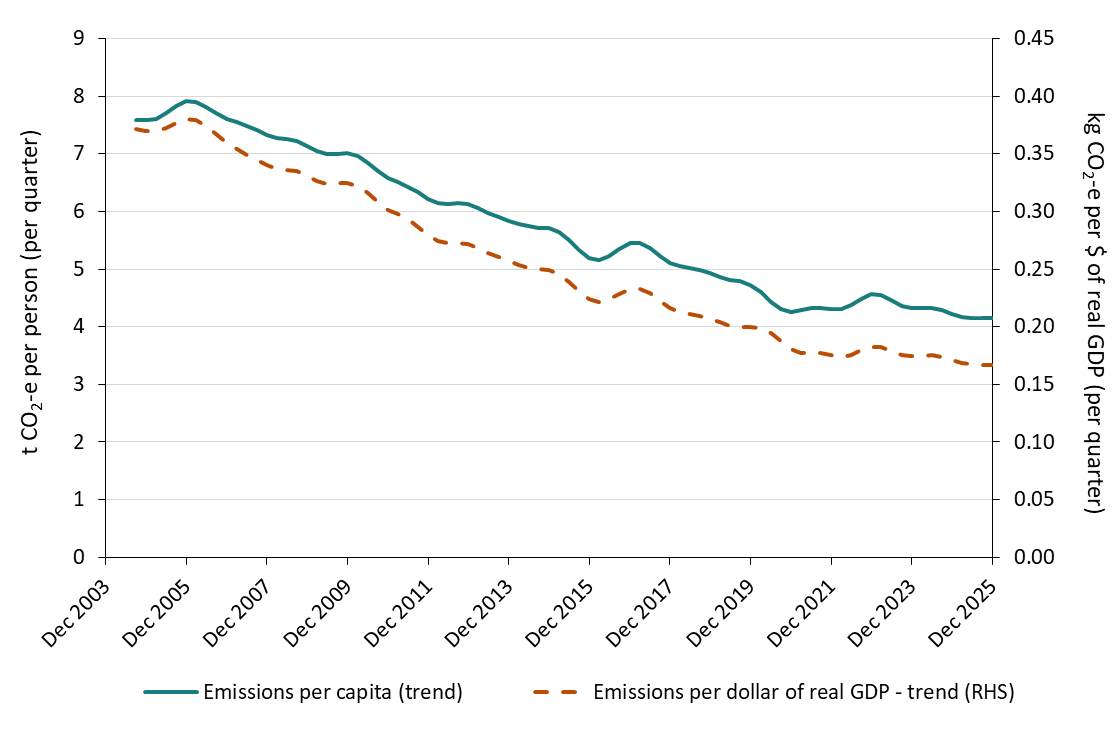 t CO₂-e per person (per quarter)
9
8
7
6
5
4
3
2
1
0
0.45
0.40
0.35
0.30
0.25
0.20
0.15
0.10
0.05
0.00
kg CO₂-e per $ of real GDP (per quarter)
Dec 2003
Dec 2005
Dec 2007
Dec 2009
Dec 2011
Dec 2013
Dec 2015
Dec 2017
Dec 2019
Dec 2021
Dec 2023
Dec 2025
Emissions per capita (trend)
Emissions per dollar of real GDP - trend (RHS)